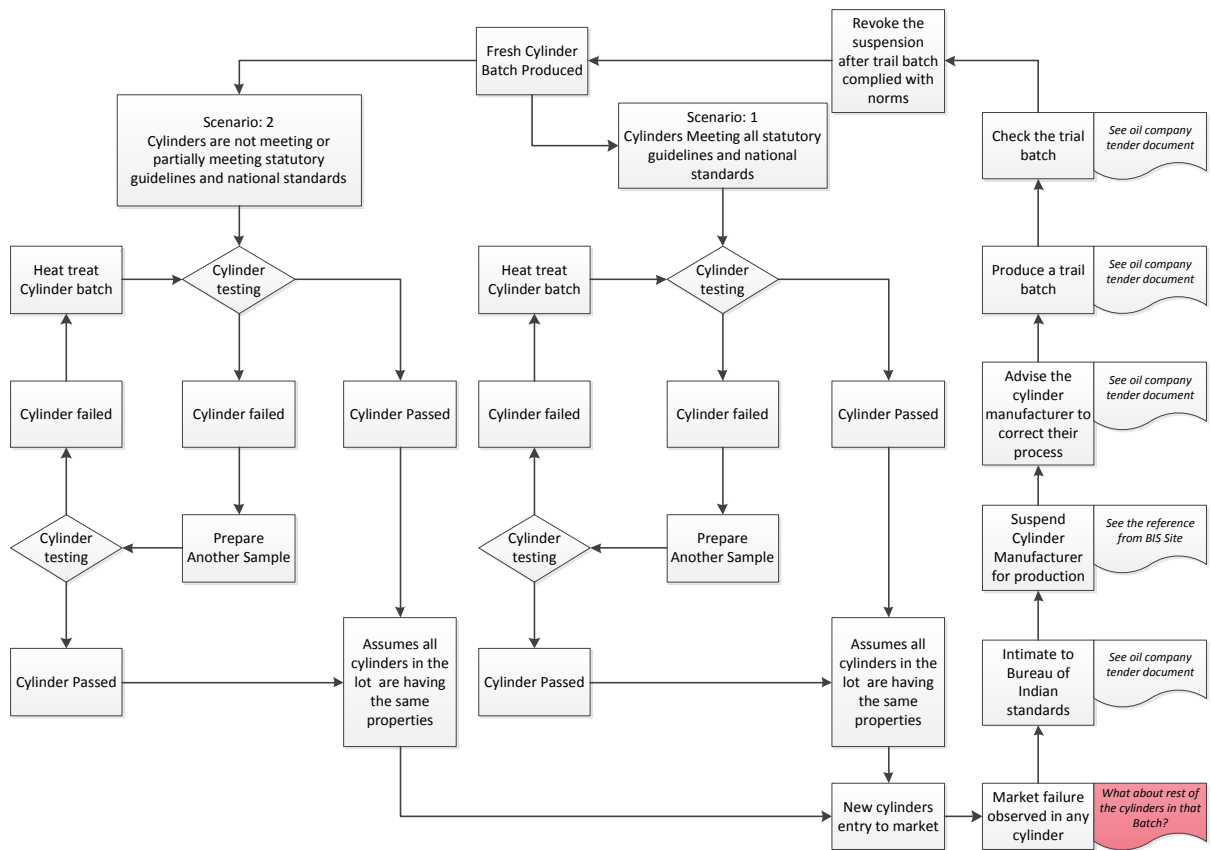 Fresh Cylinder
Batch Produced
Revoke the
suspension
after trail batch
complied with
norms
Scenario: 2
Cylinders are not meeting or
partially meeting statutory
guidelines and national standards
Scenario: 1
Cylinders Meeting all statutory
guidelines and national
standards
Check the trial
batch
See oil company
tender document
Heat treat
Cylinder batch
Cylinder
testing
Heat treat
Cylinder batch
Cylinder
testing
Produce a trail
batch
See oil company
tender document
Cylinder failed
Cylinder failed
Cylinder Passed
Cylinder failed
Cylinder failed
Cylinder Passed
Advise the
cylinder
manufacturer to
correct their
process
See oil company
tender document
Cylinder
testing
Prepare
Another Sample
Cylinder
testing
Prepare
Another Sample
Suspend
Cylinder
Manufacturer
for production
See the reference
from BIS Site
Cylinder Passed
Assumes all
cylinders in the
lot are having
the same
properties
Cylinder Passed
Assumes all
cylinders in the
lot are having
the same
properties
Intimate to
Bureau of
Indian
standards
See oil company
tender document
New cylinders
entry to market
Market failure
observed in any
cylinder
What about rest of
the cylinders in that
Batch?